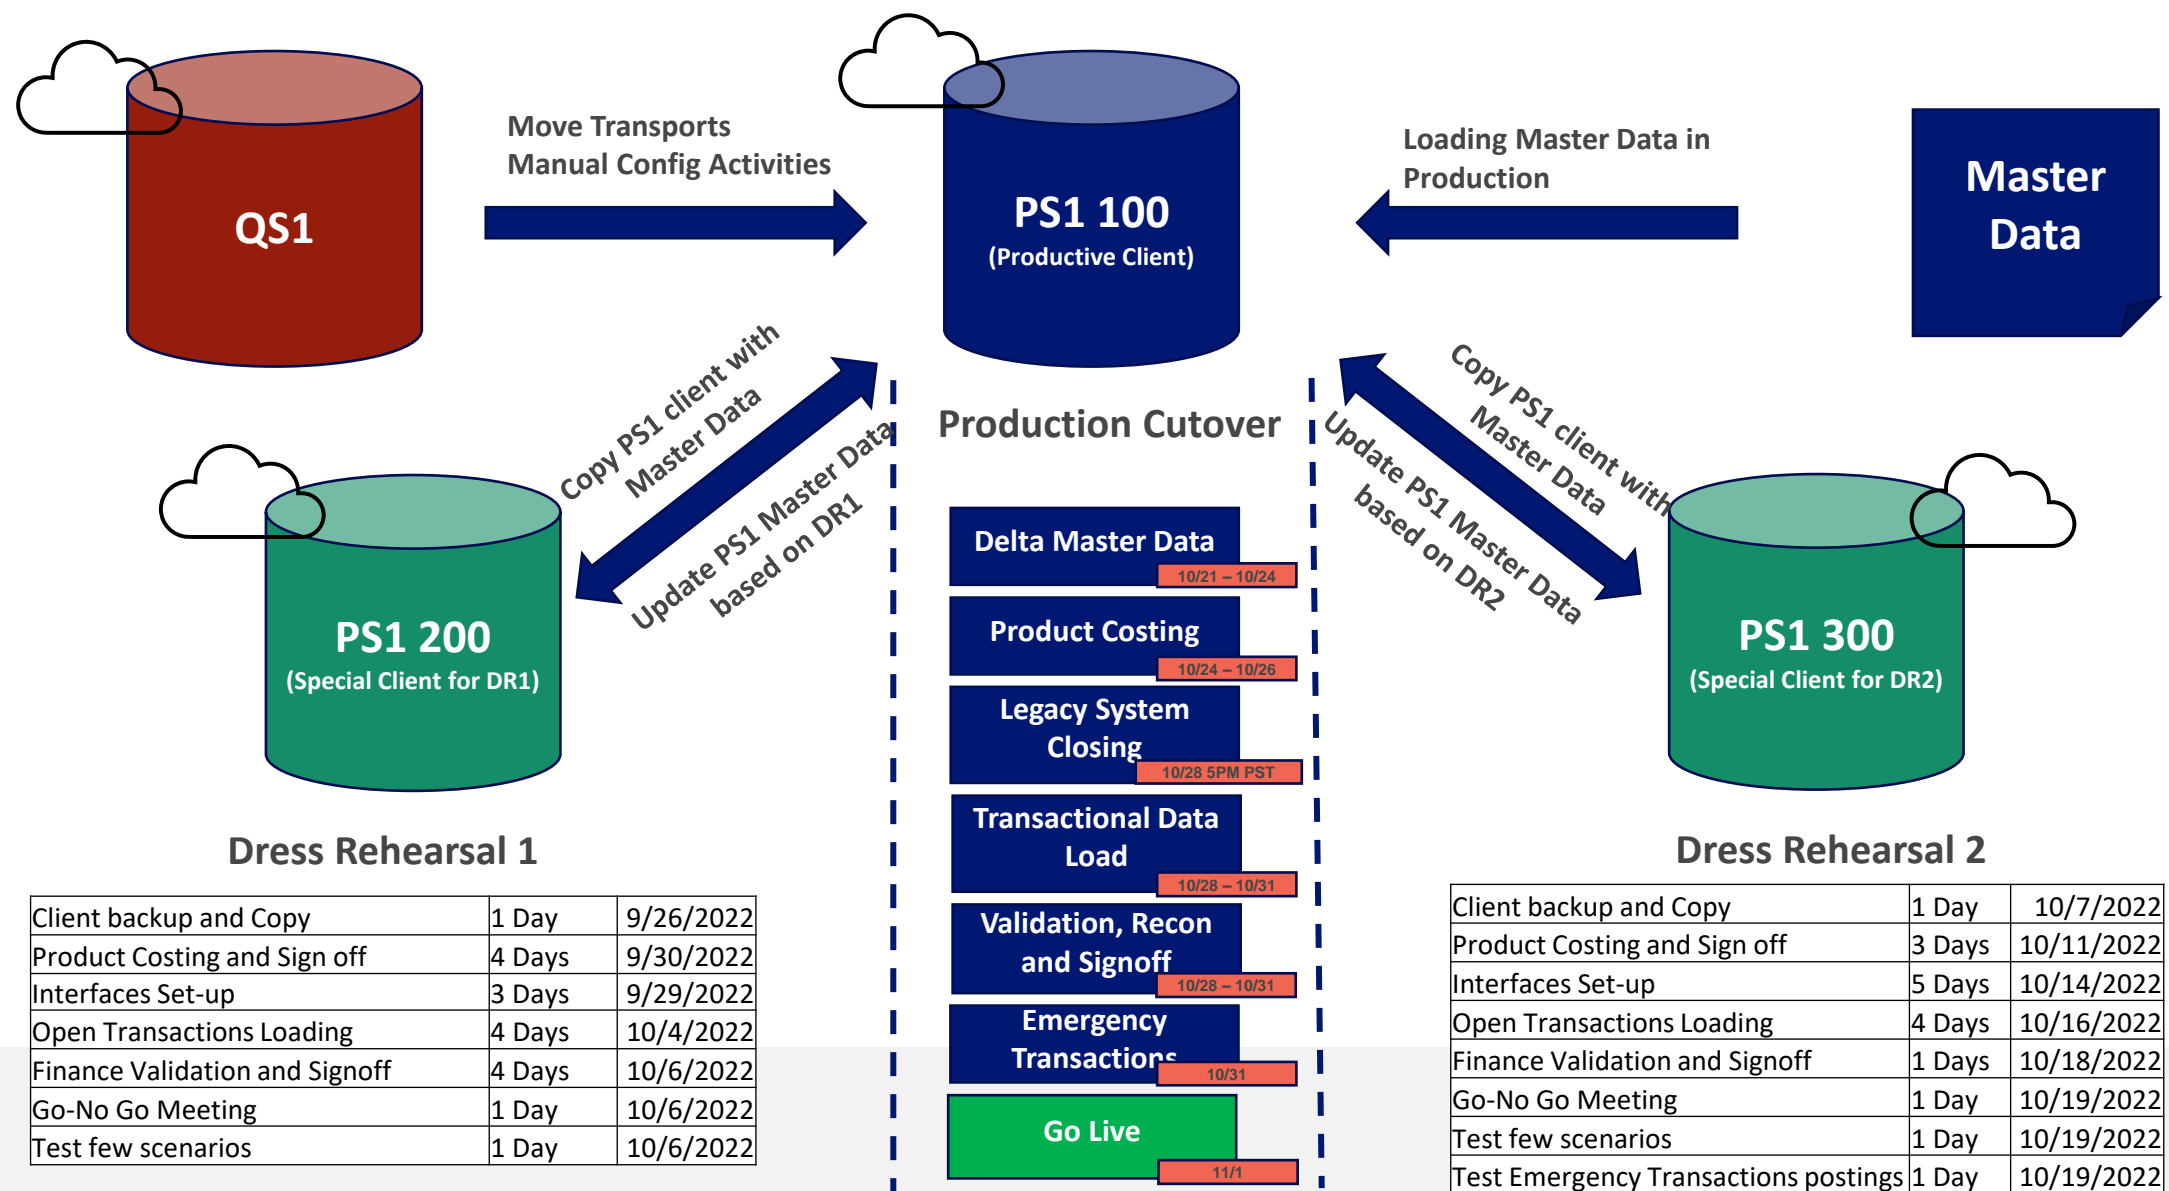 QS1
Move Transports
Manual Config Activities
PS1 100
(Productive Client)
Loading Master Data in
Production
Master
Data
Copy PS1 client with
Master Data
Update PS1 Master Data
based on DR1
PS1 200
(Special Client for DR1)
Copy PS1 client with
Master Data
Update PS1 Master Data
based on DR2
PS1 300
(Special Client for DR2)
Production Cutover
Delta Master Data
10/21 – 10/24
Product Costing
10/24 – 10/26
Legacy System
Closing
10/28 5PM PST
Transactional Data
Load
10/28 – 10/31
Validation, Recon
and Signoff
10/28 – 10/31
Emergency
Transactions
10/31
Go Live
11/1
Dress Rehearsal 1
Client backup and Copy 1 Day 9/26/2022
Product Costing and Sign off 4 Days 9/30/2022
Interfaces Set-up 3 Days 9/29/2022
Open Transactions Loading 4 Days 10/4/2022
Finance Validation and Signoff 4 Days 10/6/2022
Go-No Go Meeting 1 Day 10/6/2022
Test few scenarios 1 Day 10/6/2022
Dress Rehearsal 2
Client backup and Copy 1 Day 10/7/2022
Product Costing and Sign off 3 Days 10/11/2022
Interfaces Set-up 5 Days 10/14/2022
Open Transactions Loading 4 Days 10/16/2022
Finance Validation and Signoff 1 Days 10/18/2022
Go-No Go Meeting 1 Day 10/19/2022
Test few scenarios 1 Day 10/19/2022
Test Emergency Transactions postings 1 Day 10/19/2022